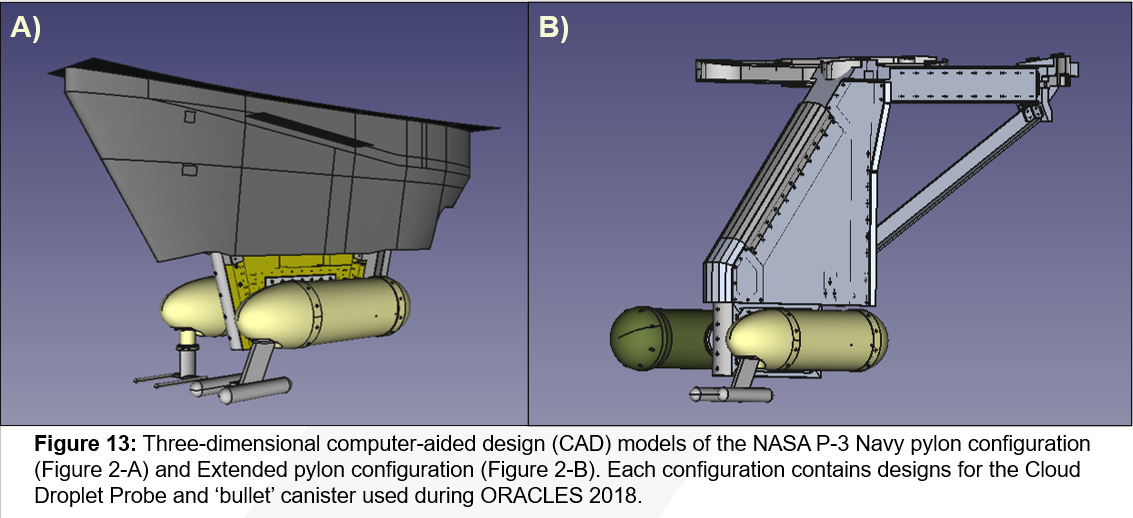 A)
B)
Figure 13: Three-dimensional computer-aided design (CAD) models of the NASA P-3 Navy pylon configuration
(Figure 2-A) and Extended pylon configuration (Figure 2-B). Each configuration contains designs for the Cloud
Droplet Probe and ‘bullet’ canister used during ORACLES 2018.